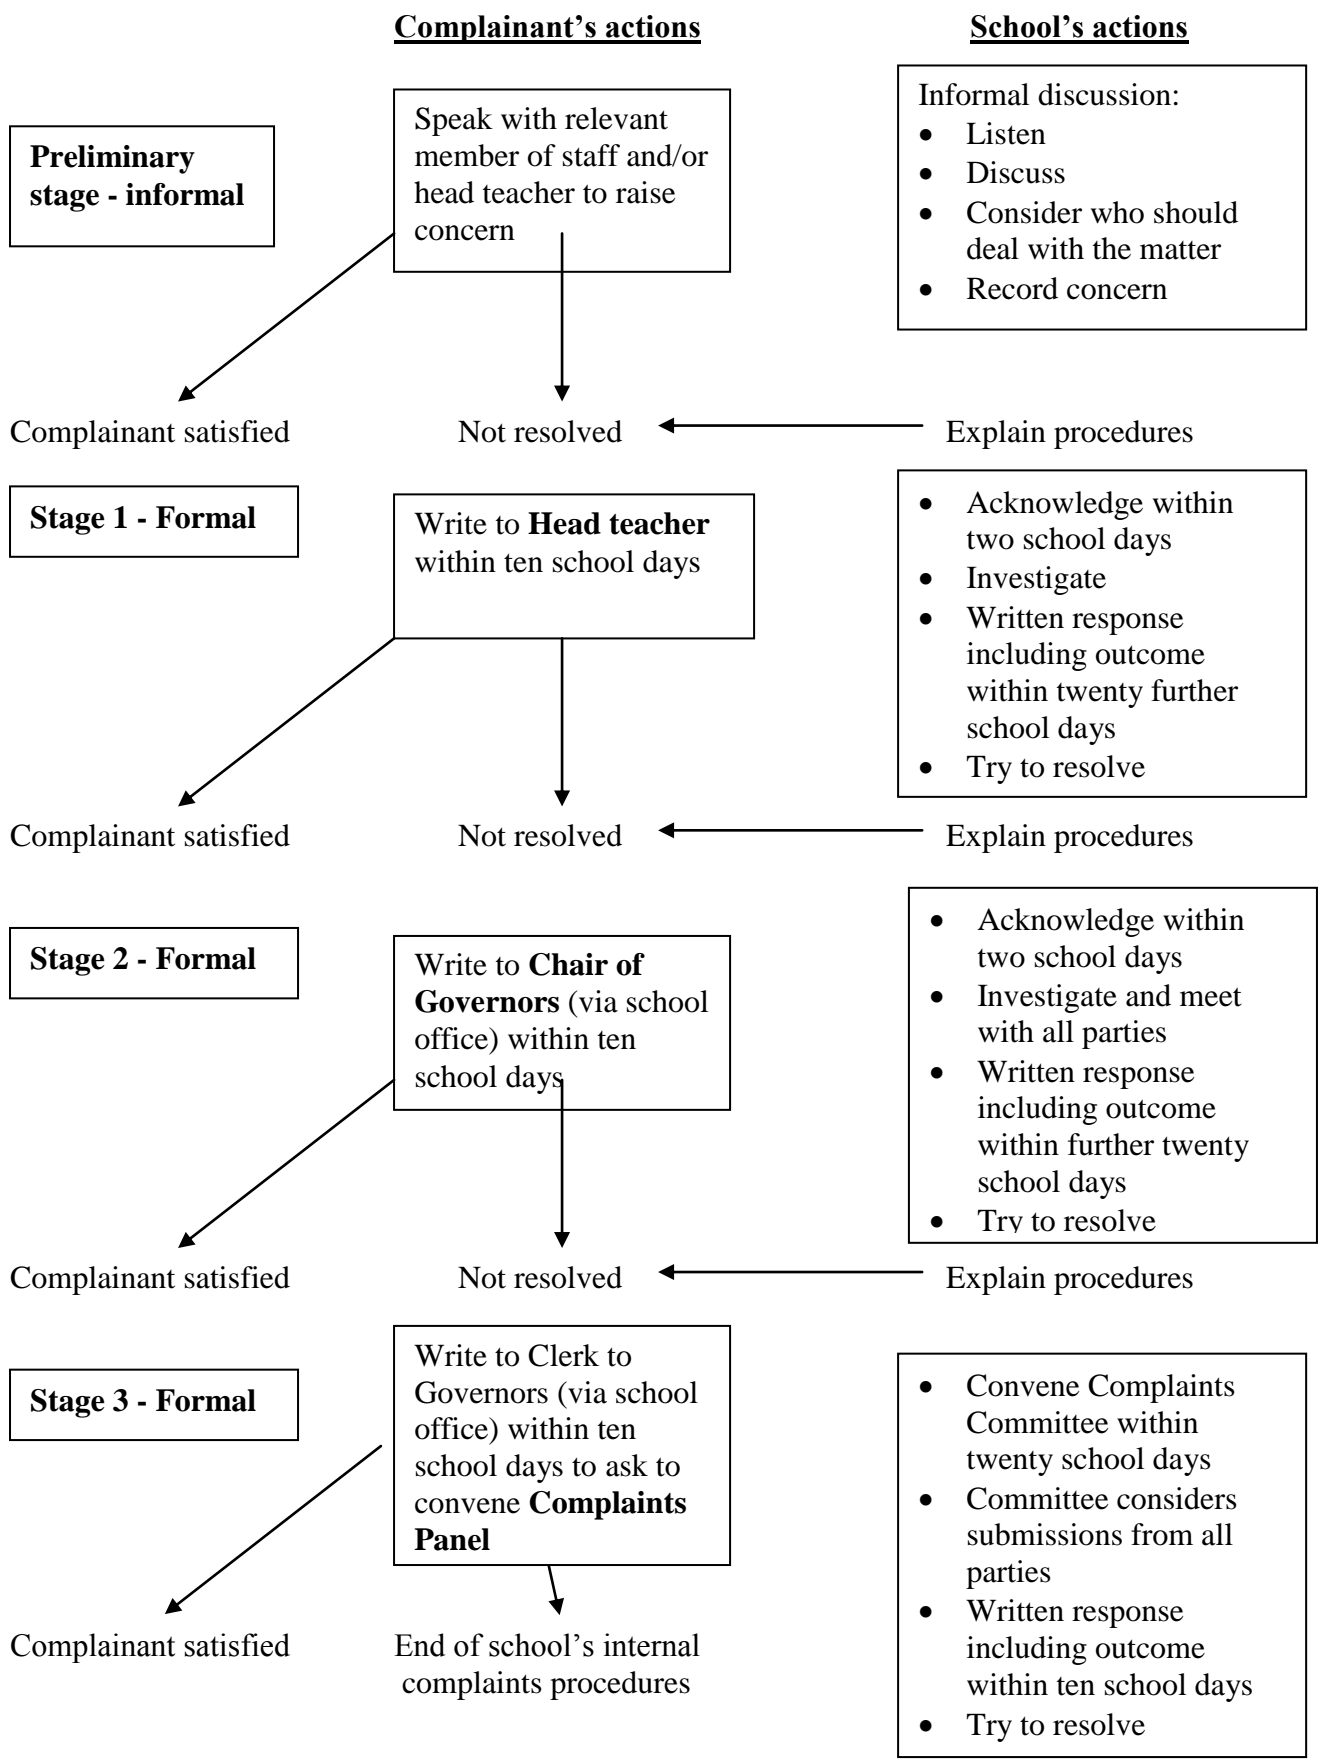 Complainant’s actions
School’s actions
Preliminary
stage - informal
Speak with relevant
member of staff and/or
head teacher to raise
concern
Informal discussion:
• Listen
• Discuss
• Consider who should
deal with the matter
• Record concern
Complainant satisfied
Not resolved
Explain procedures
Stage 1 - Formal
Write to Head teacher
within ten school days
• Acknowledge within
two school days
• Investigate
• Written response
including outcome
within twenty further
school days
• Try to resolve
Complainant satisfied
Not resolved
Explain procedures
Stage 2 - Formal
Write to Chair of
Governors (via school
office) within ten
school days
• Acknowledge within
two school days
• Investigate and meet
with all parties
• Written response
including outcome
within further twenty
school days
• Try to resolve
Complainant satisfied
Not resolved
Explain procedures
Stage 3 - Formal
Write to Clerk to
Governors (via school
office) within ten
school days to ask to
convene Complaints
Panel
• Convene Complaints
Committee within
twenty school days
• Committee considers
submissions from all
parties
• Written response
including outcome
within ten school days
• Try to resolve
Complainant satisfied
End of school’s internal
complaints procedures